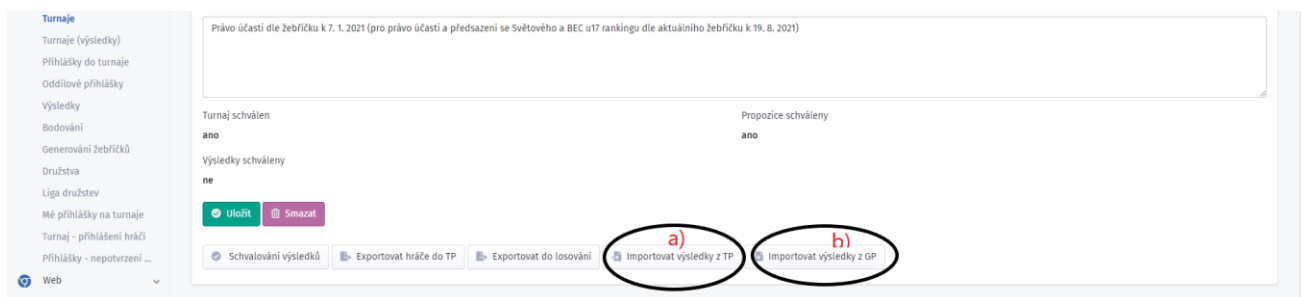 Turnaje
Turnaje (výsledky)
Přihlášky do turnaje
Oddílové přihlášky
Výsledky
Bodování
Generování žebříčků
Družstva
Liga družstev
Mé přihlášky na turnaje
Turnaj - přihlášení hráči
Přihlášky - nepotvrzení ...
Web
Právo účasti dle žebříčku k 7. 1. 2021 (pro právo účasti a předsazení se Světového a BEC u17 rankingu dle aktuálního žebříčku k 19. 8. 2021)
Turnaj schválen
Propozice schváleny
ano
ano
Výsledky schváleny
ne
Uložit
Smazat
a)
b)
Schvalování výsledků
Exportovat hráče do TP
Exportovat do losování
Importovat výsledky z TP
Importovat výsledky z GP